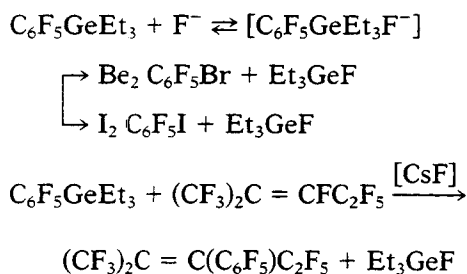 C₆F₅GeEt₃ + F⁻ ⇄ [C₆F₅GeEt₃F⁻]
→ Be₂ C₆F₅Br + Et₃GeF
→ I₂ C₆F₅I + Et₃GeF
C₆F₅GeEt₃ + (CF₃)₂C = CFC₂F₅ [CsF] →
(CF₃)₂C = C(C₆F₅)C₂F₅ + Et₃GeF